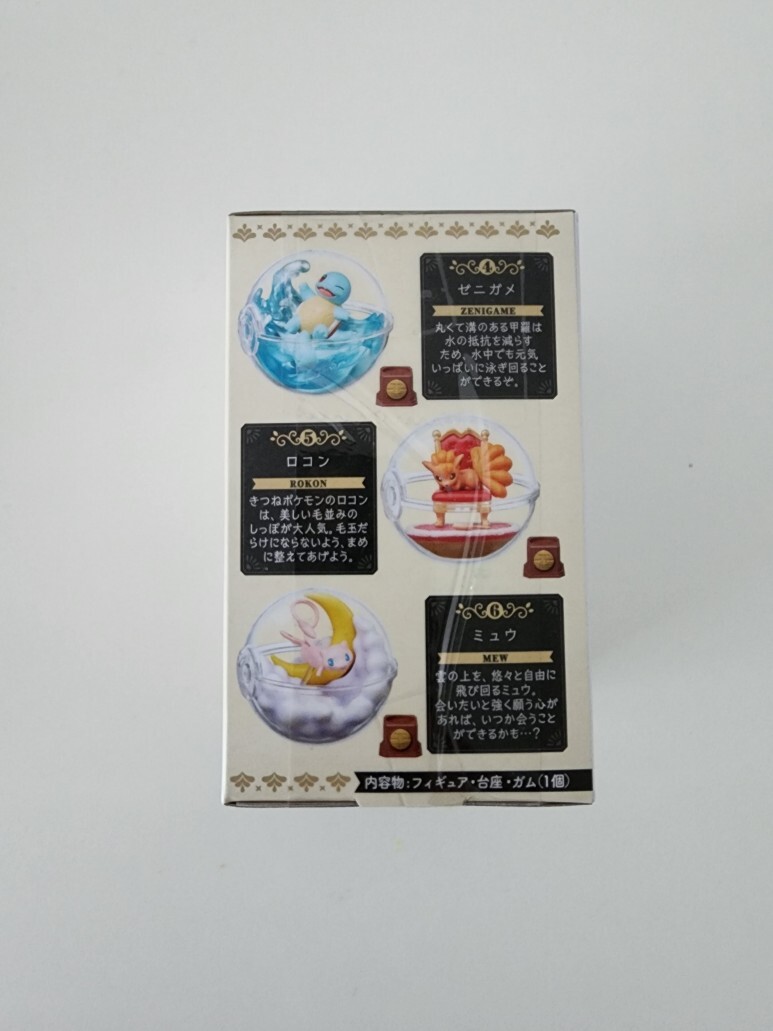 4
ゼニガメ
ZENIGAME
丸くて溝のある甲羅は
水の抵抗を減らす
ため、水中でも元気
いっぱいに泳ぎ回ること
ができるぞ。
5
ロコン
ROKON
きつねポケモンのロコン
は、美しい毛並みの
しっぽが大人気。毛玉だ
らけにならないよう、まめ
に整えてあげよう。
6
ミュウ
MEW
雲の上を、悠々と自由に
飛び回るミュウ。
会いたいと強く願う心が
あれば、いつか会うこと
ができるかも…?
内容物:フィギュア・台座・ガム(1個)